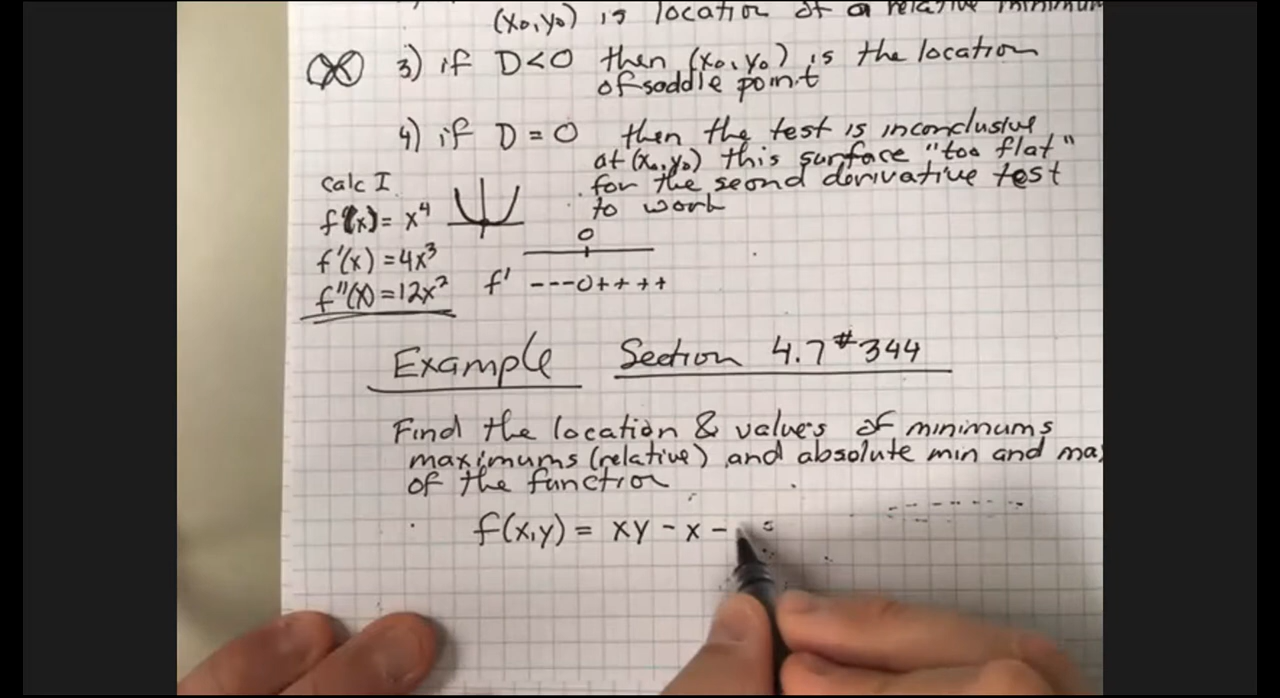 (x₀,y₀) is location of a relative minimum
3) if D<0 then (x₀,y₀) is the location
of saddle point
4) if D = 0 then the test is inconclusive
at (x₀,y₀) this surface "too flat"
for the seond derivative test
to work
Calc I
f(x) = x⁴
0
f'(x) = 4x³
f''(x) = 12x²
f' ---0++++
Example Section 4.7 #344
Find the location & values of minimums
maximums (relative) and absolute min and ma
of the function
f(x,y) = xy - x -